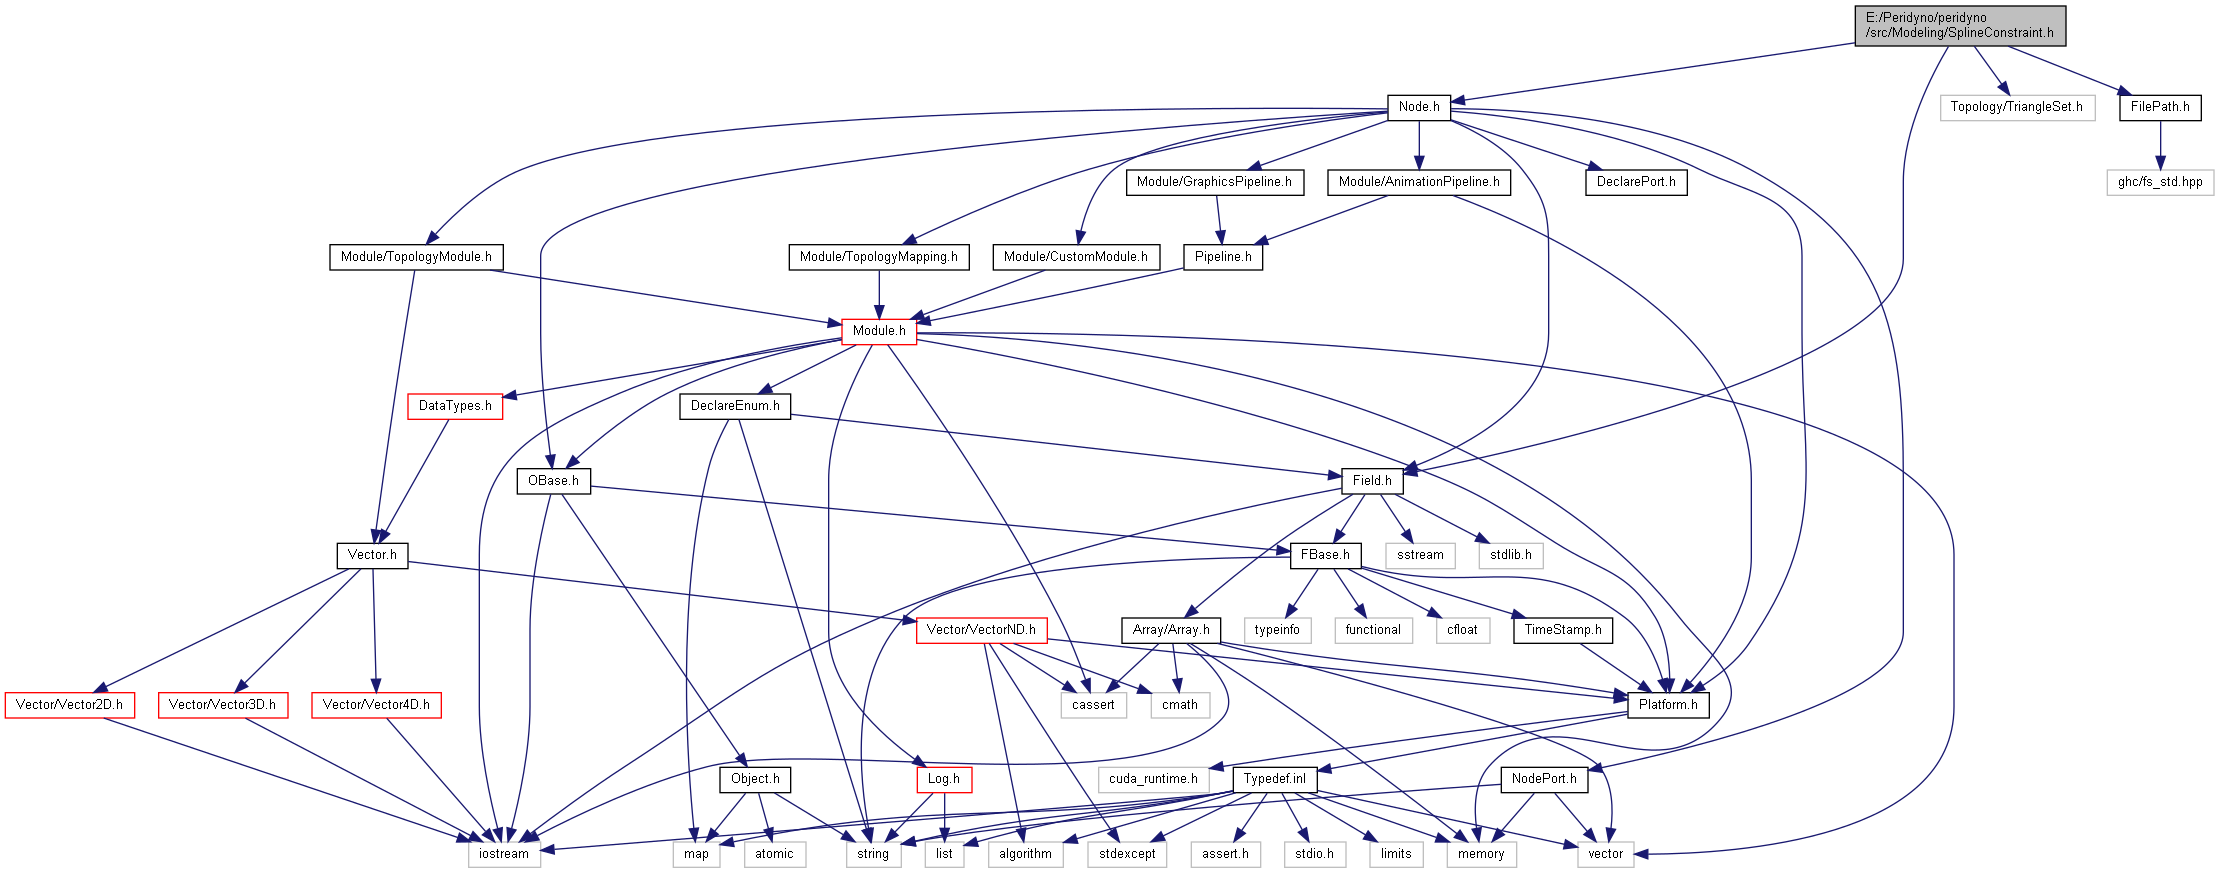 E:/Peridyno/peridyno
/src/Modeling/SplineConstraint.h
Node.h
Topology/TriangleSet.h
FilePath.h
Module/GraphicsPipeline.h
Module/AnimationPipeline.h
DeclarePort.h
ghc/fs_std.hpp
Module/TopologyModule.h
Module/TopologyMapping.h
Module/CustomModule.h
Pipeline.h
Module.h
DataTypes.h
DeclareEnum.h
OBase.h
Field.h
Vector.h
FBase.h
sstream
stdlib.h
Vector/VectorND.h
Array/Array.h
typeinfo
functional
cfloat
TimeStamp.h
Vector/Vector2D.h
Vector/Vector3D.h
Vector/Vector4D.h
cassert
cmath
Platform.h
Object.h
Log.h
cuda_runtime.h
Typedef.inl
NodePort.h
iostream
map
atomic
string
list
algorithm
stdexcept
assert.h
stdio.h
limits
memory
vector